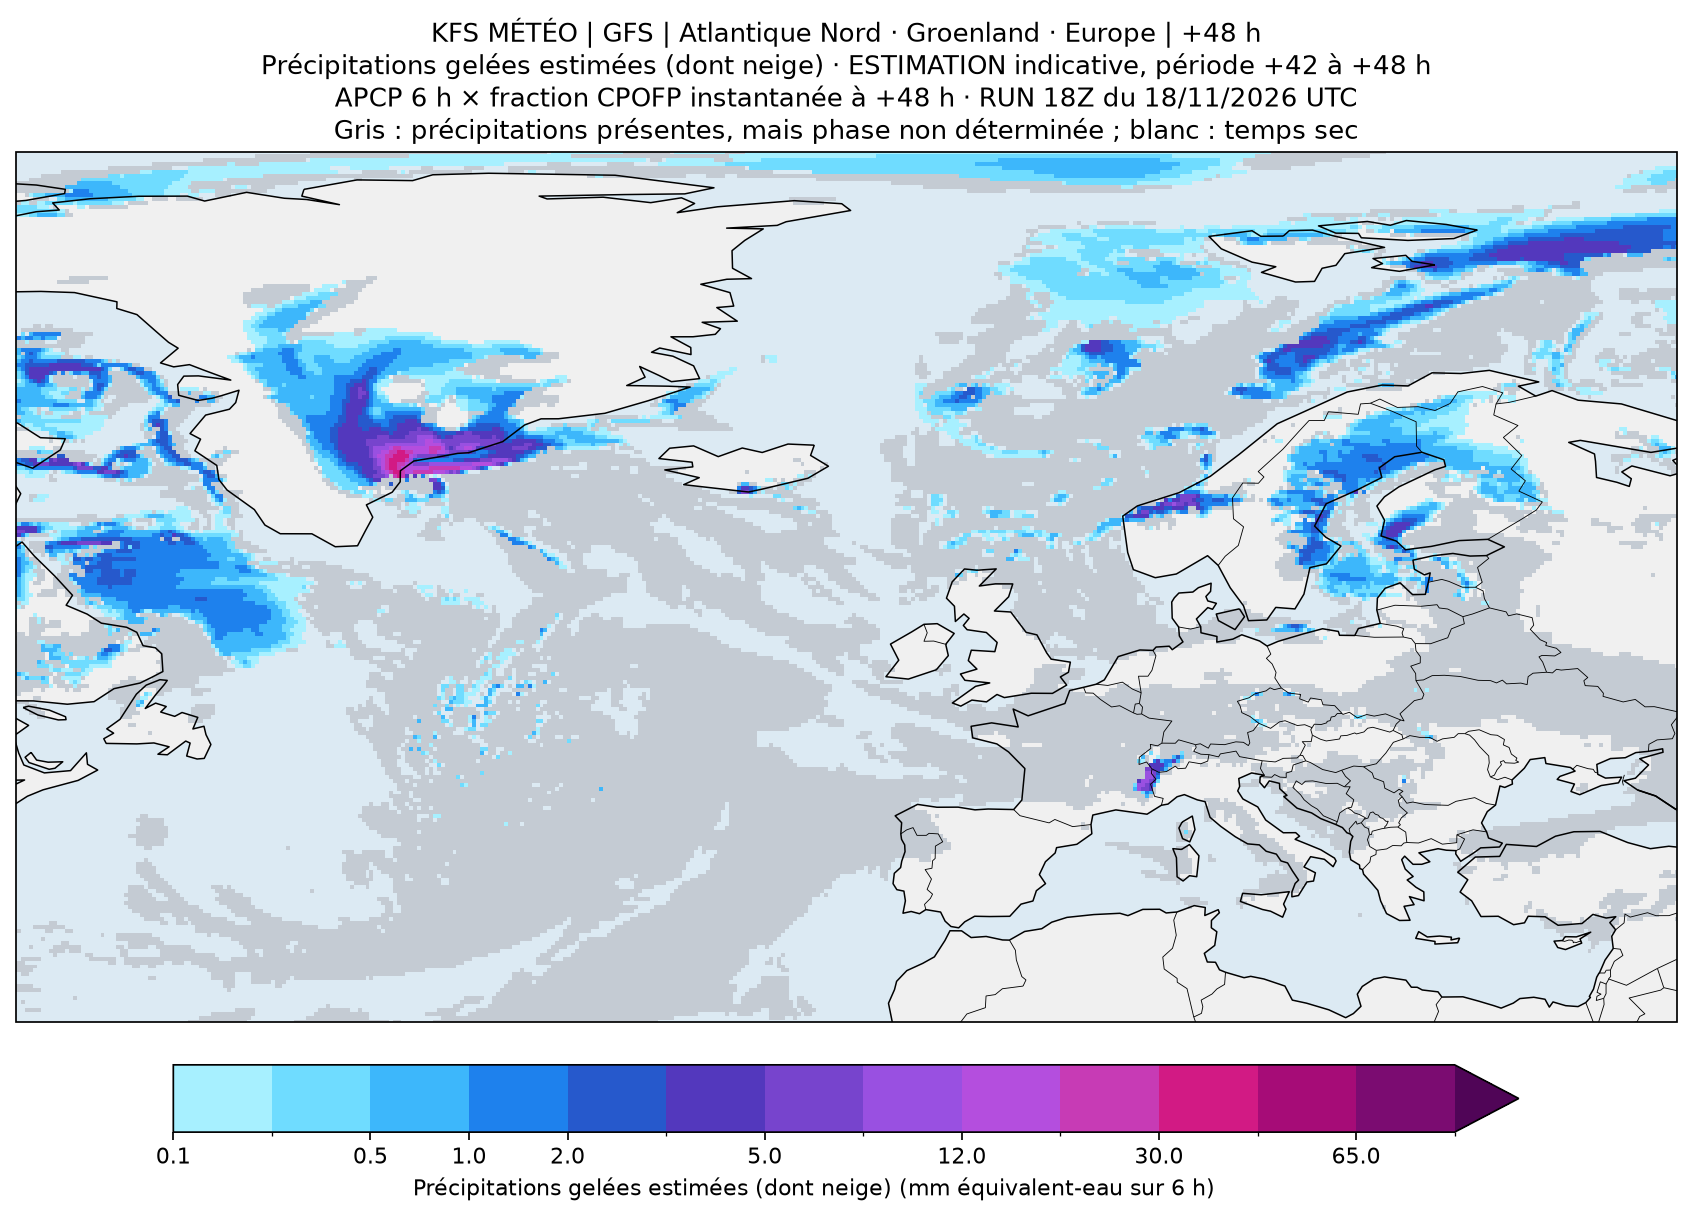 KFS MÉTÉO | GFS | Atlantique Nord · Groenland · Europe | +48 h
Précipitations gelées estimées (dont neige) · ESTIMATION indicative, période +42 à +48 h
APCP 6 h × fraction CPOFP instantanée à +48 h · RUN 18Z du 18/11/2026 UTC
Gris : précipitations présentes, mais phase non déterminée ; blanc : temps sec
0.1 0.5 1.0 2.0 5.0 12.0 30.0 65.0
Précipitations gelées estimées (dont neige) (mm équivalent-eau sur 6 h)